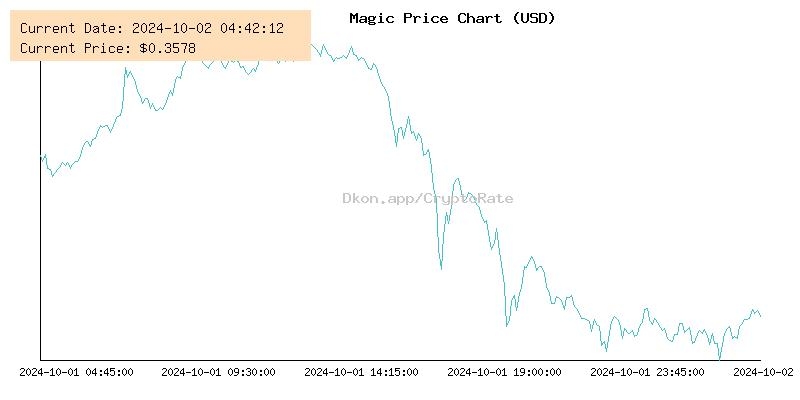 Magic Price Chart (USD)
Current Date: 2024-10-02 04:42:12
Current Price: $0.3578
Dkon.app/CryptoRate
2024-10-01 04:45:00 2024-10-01 09:30:00 2024-10-01 14:15:00 2024-10-01 19:00:00 2024-10-01 23:45:00 2024-10-02